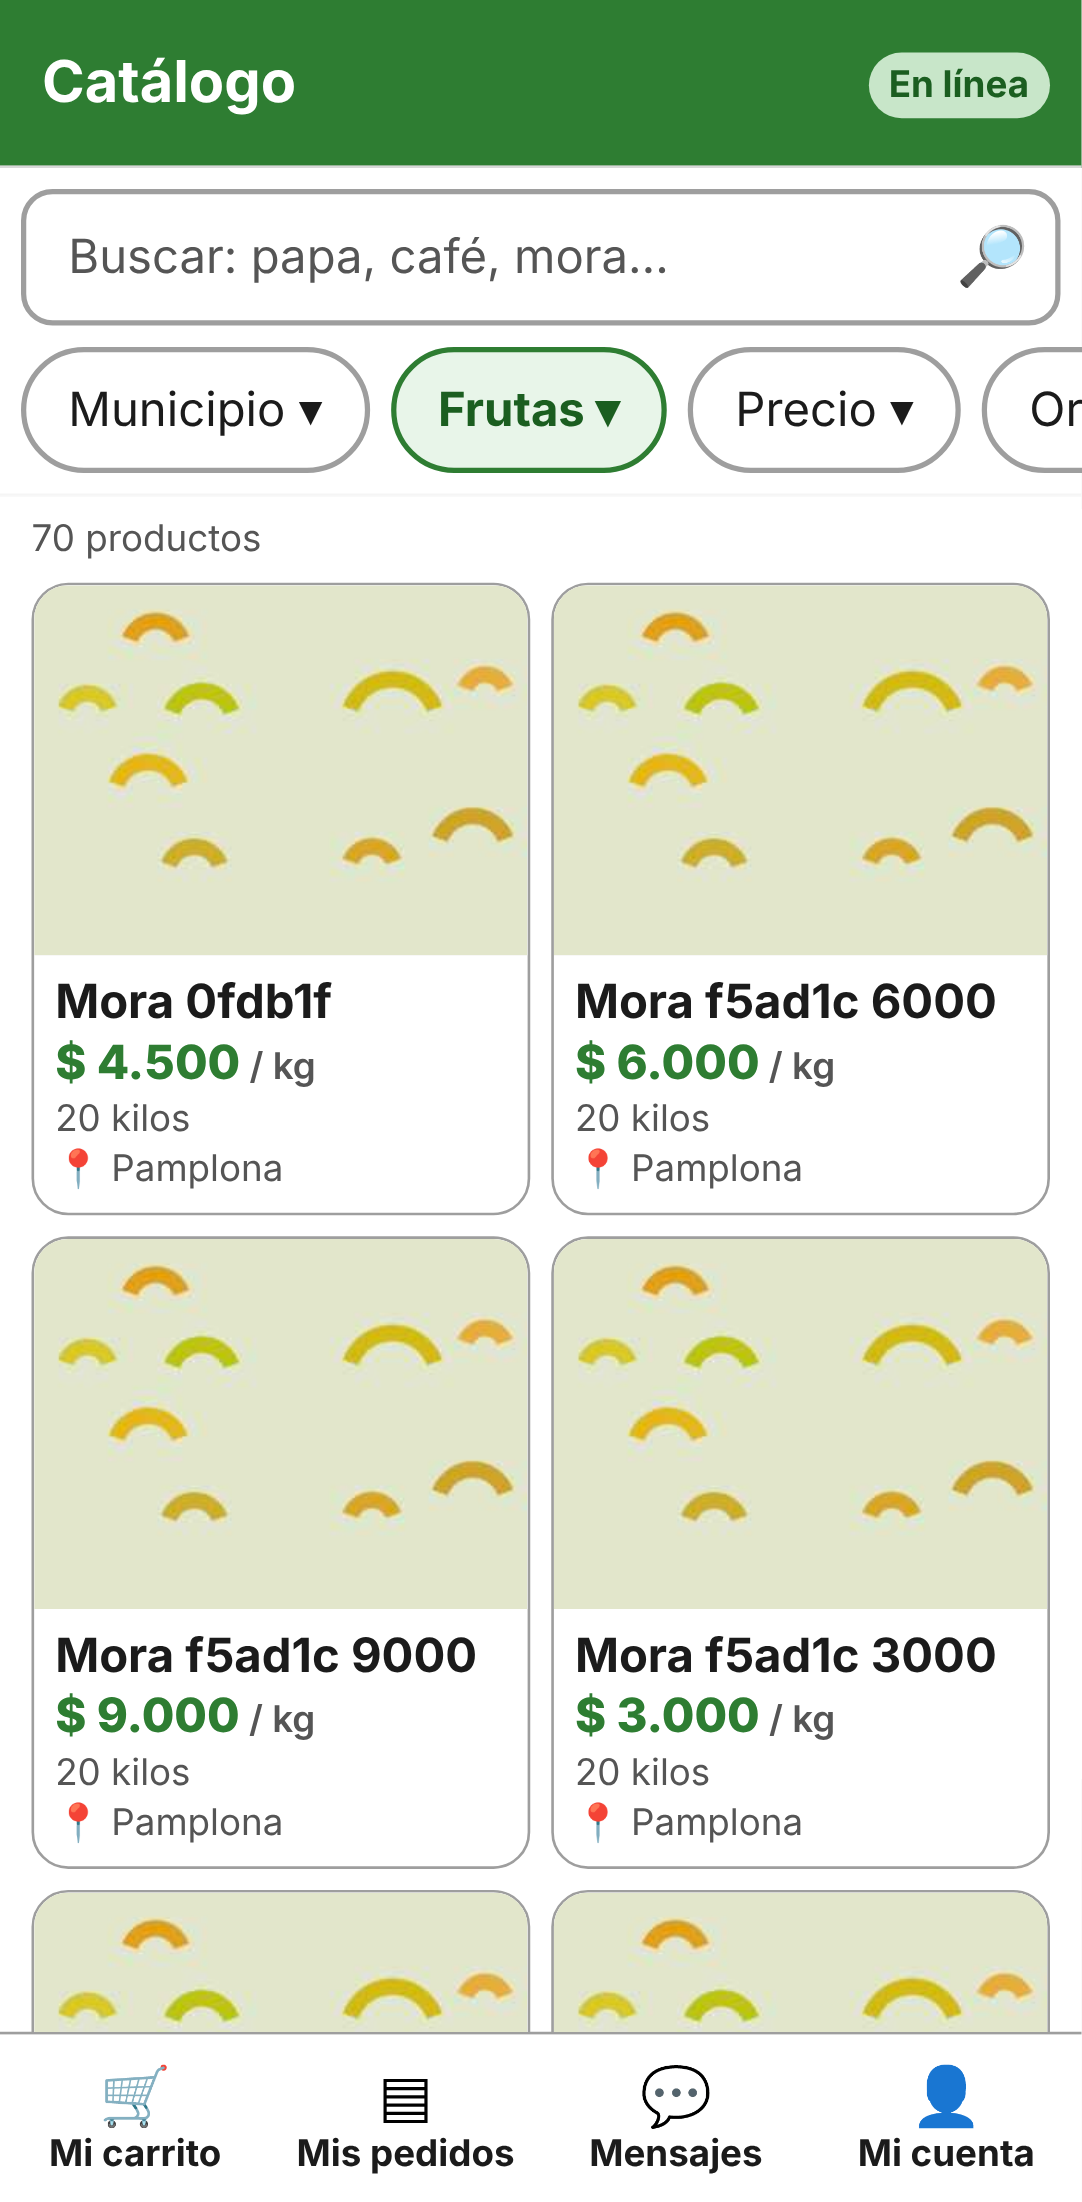 Catálogo
En línea
Buscar: papa, café, mora...
Municipio ▾
Frutas ▾
Precio ▾
Or
70 productos
Mora 0fdb1f
$ 4.500 / kg
20 kilos
Pamplona
Mora f5ad1c 6000
$ 6.000 / kg
20 kilos
Pamplona
Mora f5ad1c 9000
$ 9.000 / kg
20 kilos
Pamplona
Mora f5ad1c 3000
$ 3.000 / kg
20 kilos
Pamplona
Mi carrito
Mis pedidos
Mensajes
Mi cuenta